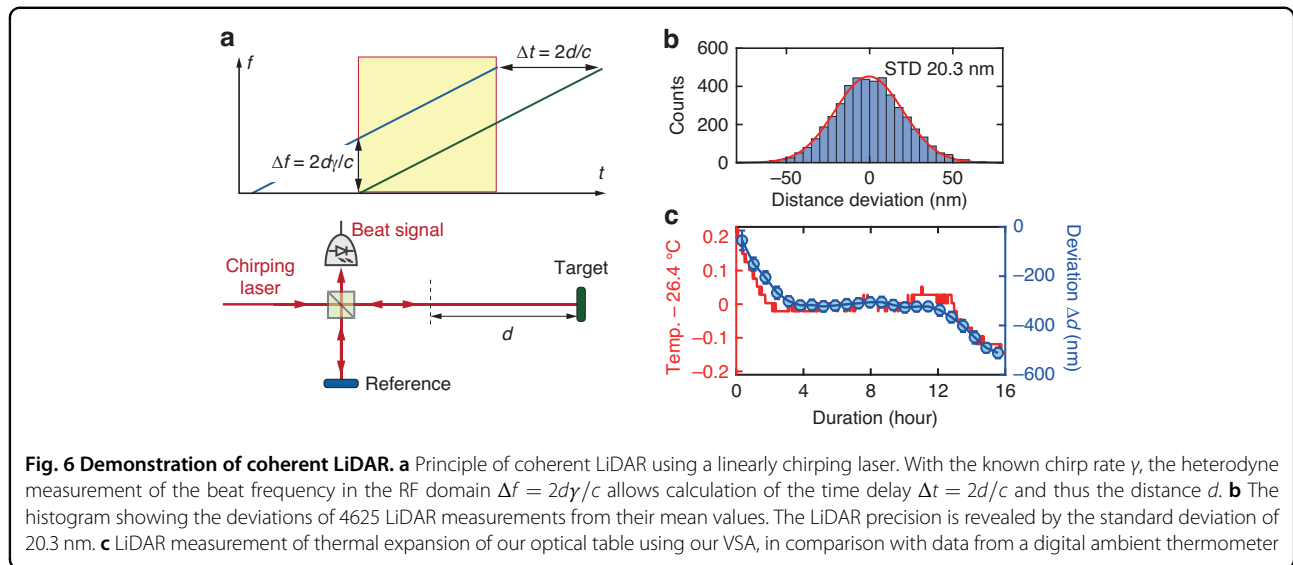 a
f
Δt = 2d/c
Δf = 2dγ/c
t
Beat signal
Chirping
laser
Target
d
Reference
b
600
400
200
0
Counts
STD 20.3 nm
−50
0
50
Distance deviation (nm)
c
0.2
0.1
0
−0.1
−0.2
Temp. – 26.4 °C
0
−200
−400
−600
Deviation Δd (nm)
0
4
8
12
16
Duration (hour)
Fig. 6 Demonstration of coherent LiDAR. a Principle of coherent LiDAR using a linearly chirping laser. With the known chirp rate γ, the heterodyne
measurement of the beat frequency in the RF domain Δf = 2dγ/c allows calculation of the time delay Δt = 2d/c and thus the distance d. b The
histogram showing the deviations of 4625 LiDAR measurements from their mean values. The LiDAR precision is revealed by the standard deviation of
20.3 nm. c LiDAR measurement of thermal expansion of our optical table using our VSA, in comparison with data from a digital ambient thermometer